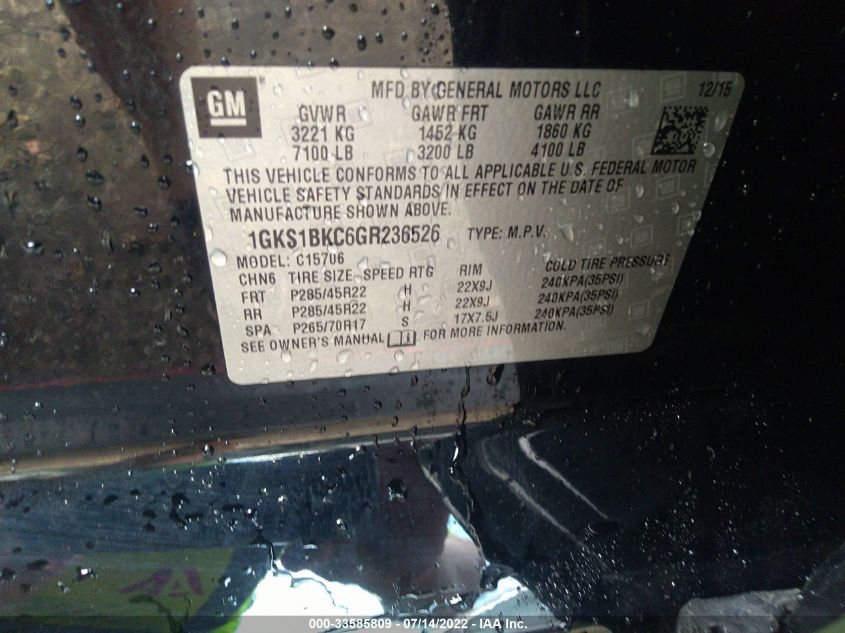 GM ® MFD BY GENERAL MOTORS LLC 12/15
GVWR GAWR FRT GAWR RR
3221 KG 1452 KG 1860 KG
7100 LB 3200 LB 4100 LB
THIS VEHICLE CONFORMS TO ALL APPLICABLE U.S. FEDERAL MOTOR
VEHICLE SAFETY STANDARDS IN EFFECT ON THE DATE OF
MANUFACTURE SHOWN ABOVE.
1GKS1BKC6GR236526 TYPE: M.P.V.
MODEL: C15706
CHN6 TIRE SIZE SPEED RTG RIM COLD TIRE PRESSURE
FRT P285/45R22 H 22X9J 240KPA(35PSI)
RR P285/45R22 H 22X9J 240KPA(35PSI)
SPA P265/70R17 S 17X7.5J 240KPA(35PSI)
SEE OWNER'S MANUAL FOR MORE INFORMATION.
000-33585809 - 07/14/2022 - IAA Inc.